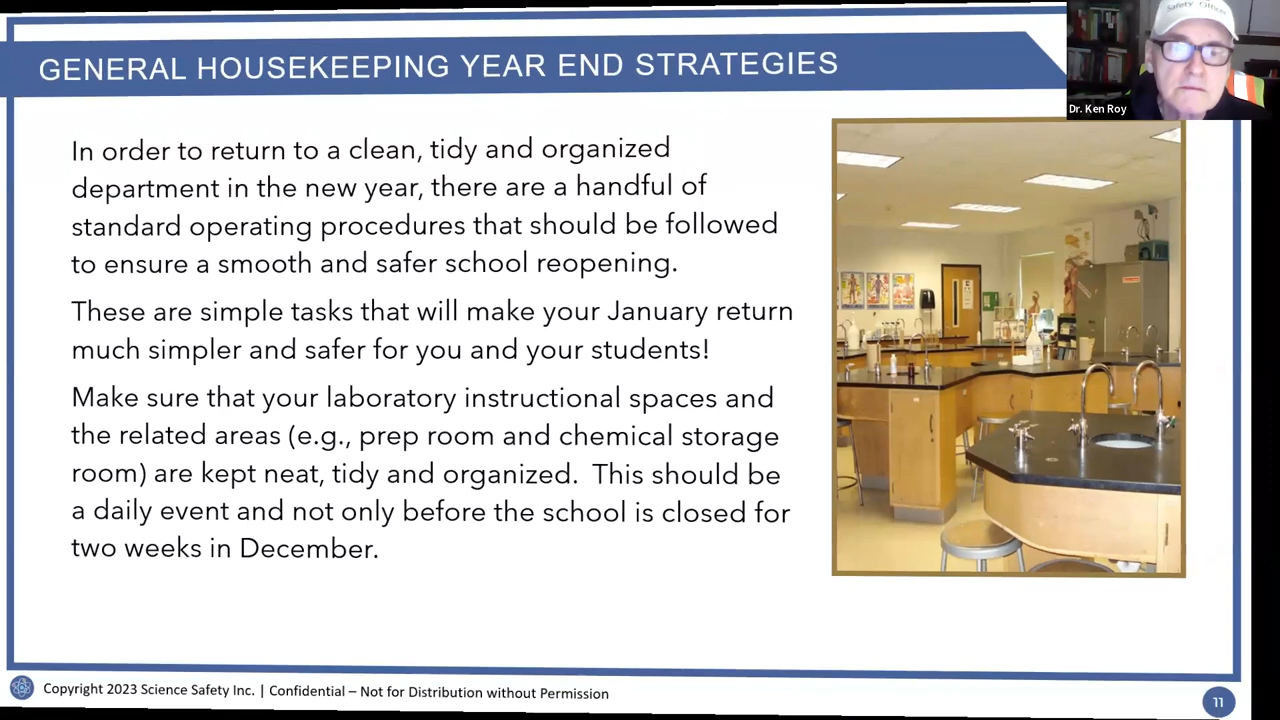 GENERAL HOUSEKEEPING YEAR END STRATEGIES
Safety Officer
Dr. Ken Roy
In order to return to a clean, tidy and organized
department in the new year, there are a handful of
standard operating procedures that should be followed
to ensure a smooth and safer school reopening.
These are simple tasks that will make your January return
much simpler and safer for you and your students!
Make sure that your laboratory instructional spaces and
the related areas (e.g., prep room and chemical storage
room) are kept neat, tidy and organized. This should be
a daily event and not only before the school is closed for
two weeks in December.
Copyright 2023 Science Safety Inc. | Confidential – Not for Distribution without Permission
11